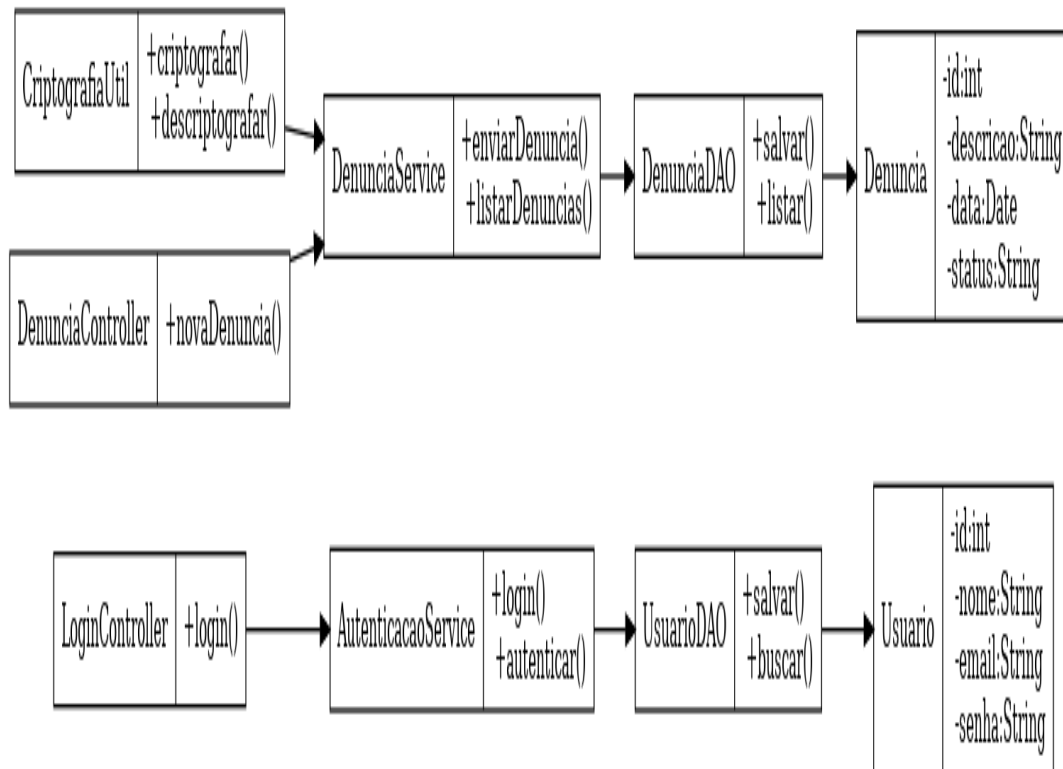 CriptografiaUtil
+criptografar()
+descriptografar()
DenunciaController
+novaDenuncia()
DenunciaService
+enviarDenuncia()
+listarDenuncias()
DenunciaDAO
+salvar()
+listar()
Denuncia
-id:int
-descricao:String
-data:Date
-status:String
LoginController
+login()
AutenticacaoService
+login()
+autenticar()
UsuarioDAO
+salvar()
+buscar()
Usuario
-id:int
-nome:String
-email:String
-senha:String